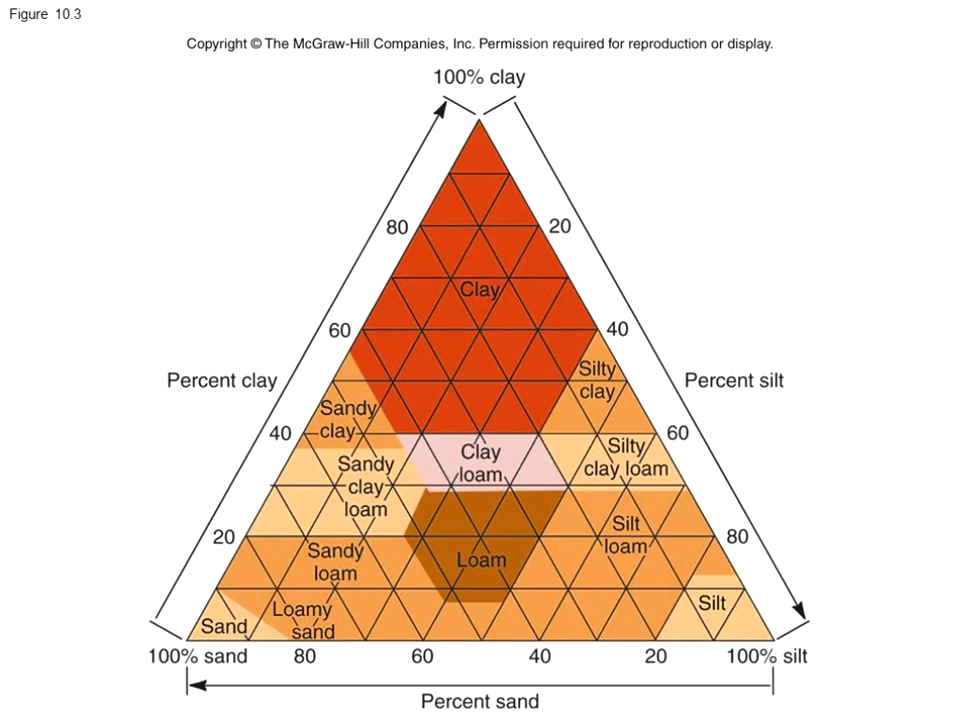 Figure 10.3
Copyright © The McGraw-Hill Companies, Inc. Permission required for reproduction or display.
100% clay
80
20
Clay
60
40
Percent clay
Percent silt
Silty
clay
Sandy
clay
40
60
Clay
loam
Silty
clay loam
Sandy
clay
loam
20
80
Silt
loam
Sandy
loam
Loam
Silt
Loamy
sand
Sand
100% sand
80
60
40
20
100% silt
Percent sand